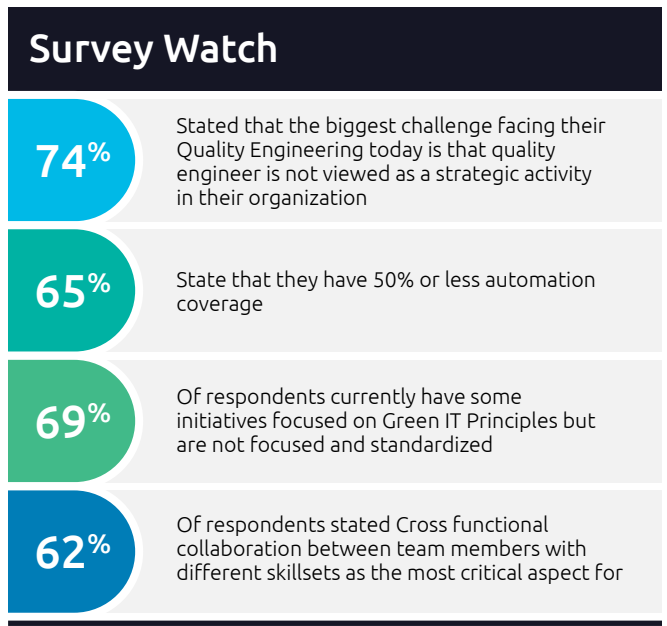 Survey Watch
74%
Stated that the biggest challenge facing their
Quality Engineering today is that quality
engineer is not viewed as a strategic activity
in their organization
65%
State that they have 50% or less automation
coverage
69%
Of respondents currently have some
initiatives focused on Green IT Principles but
are not focused and standardized
62%
Of respondents stated Cross functional
collaboration between team members with
different skillsets as the most critical aspect for